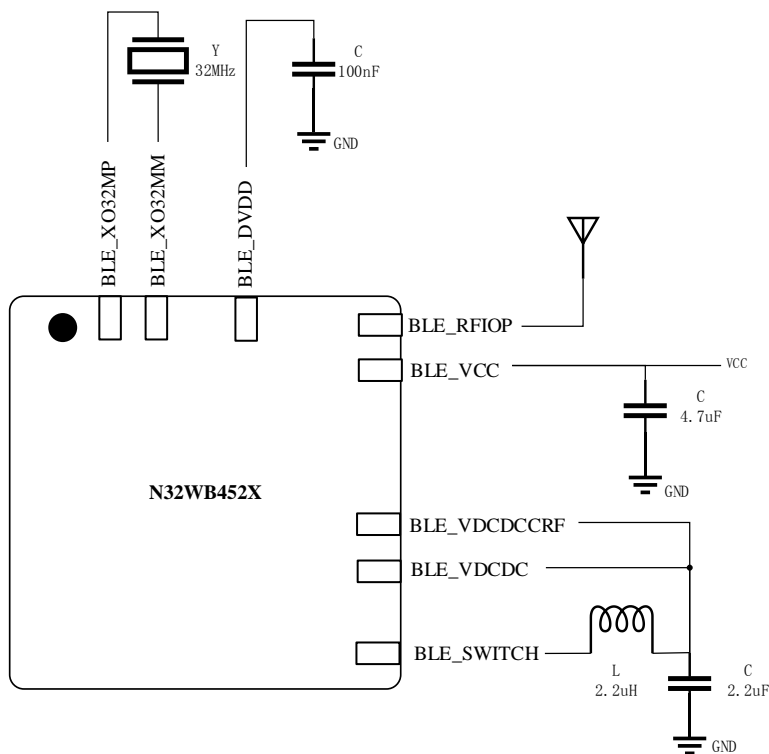 Y
32MHz
C
100nF
GND
BLE_XO32MP
BLE_XO32MM
BLE_DVDD
BLE_RFIOP
BLE_VCC
VCC
C
4.7uF
GND
N32WB452X
BLE_VDCDCCRF
BLE_VDCDC
BLE_SWITCH
L
2.2uH
C
2.2uF
GND